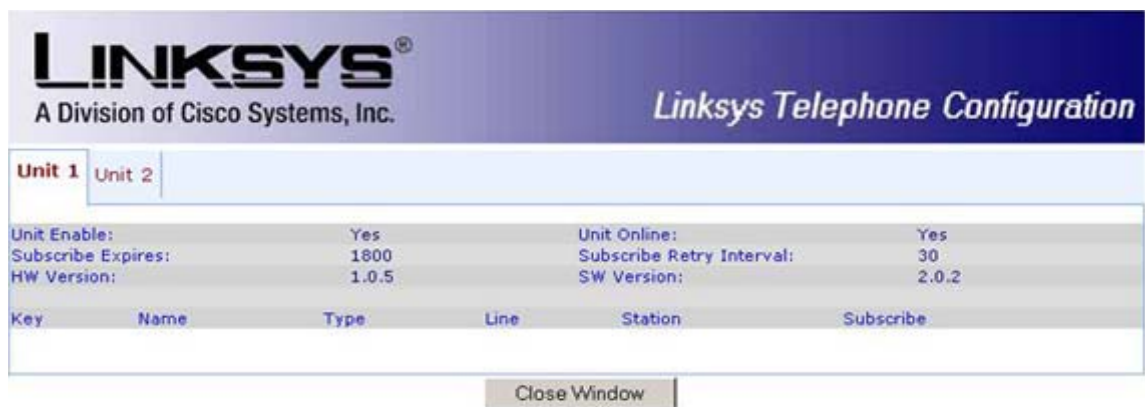 LINKSYS®
A Division of Cisco Systems, Inc.
Linksys Telephone Configuration
Unit 1 Unit 2
Unit Enable: Yes Unit Online: Yes
Subscribe Expires: 1800 Subscribe Retry Interval: 30
HW Version: 1.0.5 SW Version: 2.0.2
Key Name Type Line Station Subscribe
Close Window